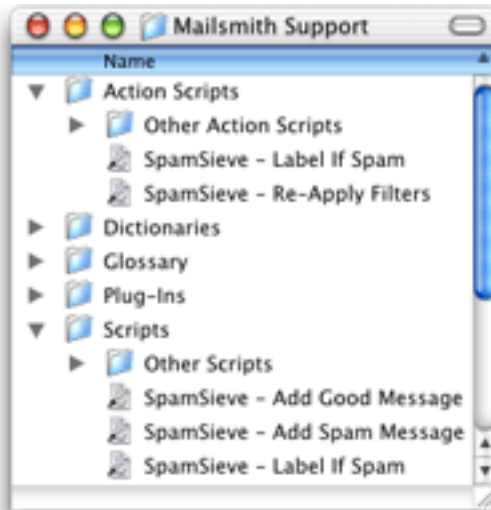 Mailsmith Support
Name
Action Scripts
Other Action Scripts
SpamSieve – Label If Spam
SpamSieve – Re-Apply Filters
Dictionaries
Glossary
Plug-Ins
Scripts
Other Scripts
SpamSieve – Add Good Message
SpamSieve – Add Spam Message
SpamSieve – Label If Spam